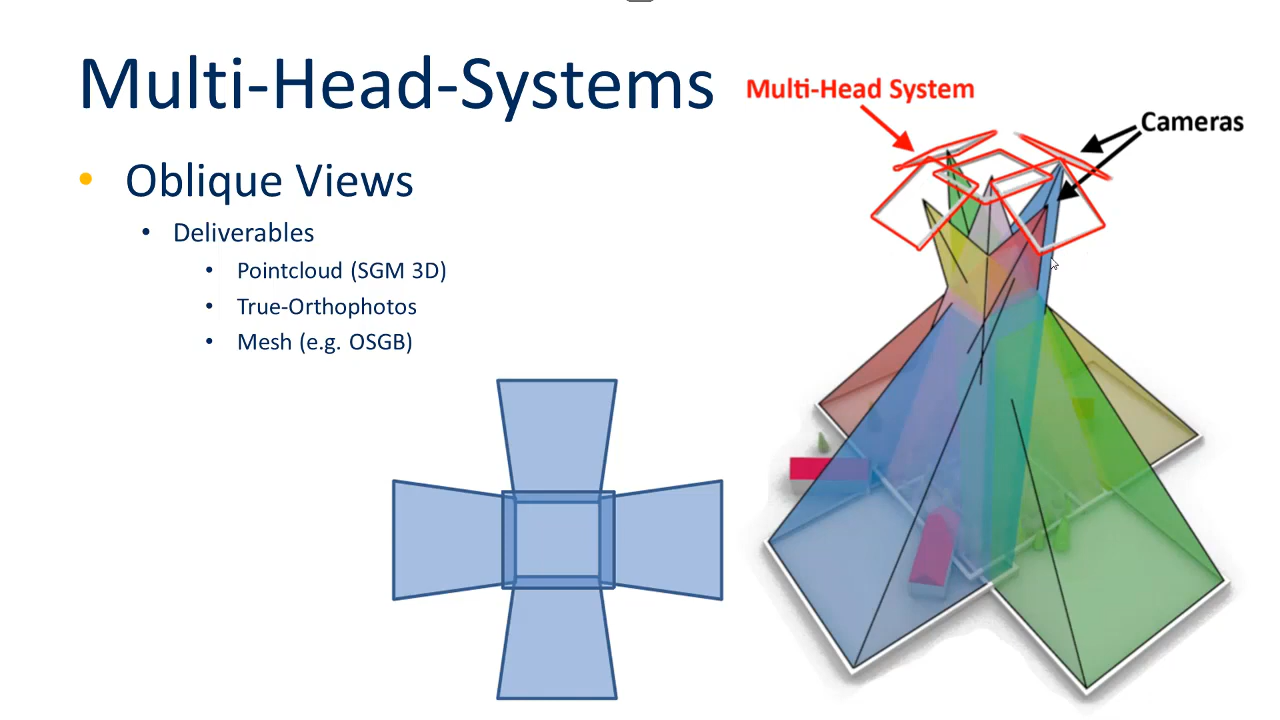 Multi-Head-Systems
Multi-Head System
Cameras
• Oblique Views
• Deliverables
• Pointcloud (SGM 3D)
• True-Orthophotos
• Mesh (e.g. OSGB)